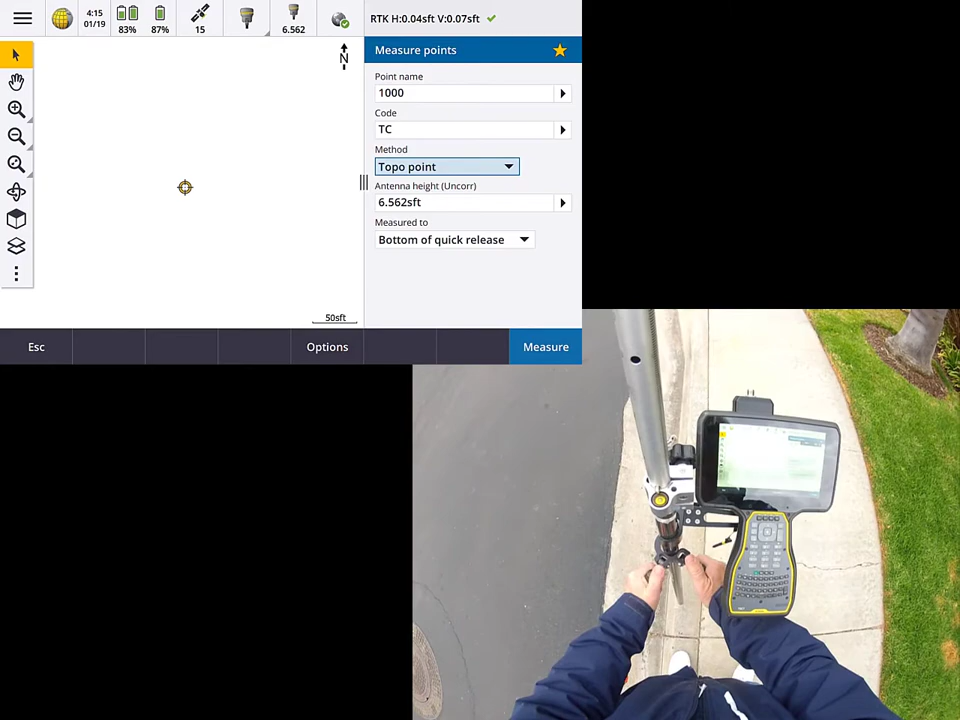 4:15
01/19
83%
87%
15
6.562
RTK H:0.04sft V:0.07sft
N
Measure points
Point name
1000
Code
TC
Method
Topo point
Antenna height (Uncorr)
6.562sft
Measured to
Bottom of quick release
50sft
Esc
Options
Measure